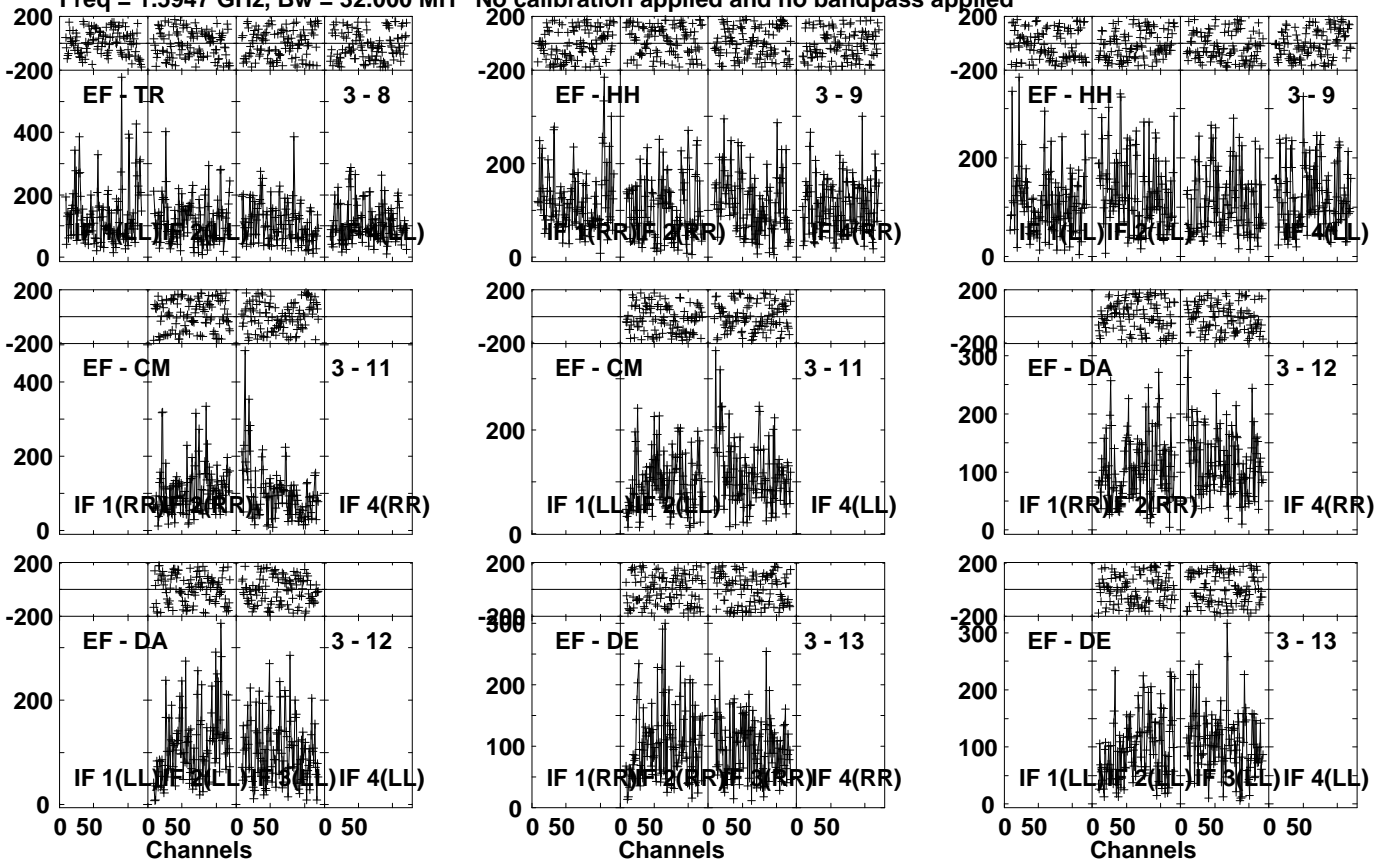 Freq = 1.5947 GHz, Bw = 32.000 MH No calibration applied and no bandpass applied
200 200 200
-200 -200 -200
EF - TR 3 - 8 EF - HH 3 - 9 EF - HH 3 - 9
400 400
200 200 200
0 0 0
IF 1(LL) IF 2(LL) IF 4(LL) IF 1(RR) IF 2(RR) IF 4(RR) IF 1(LL) IF 2(LL) IF 4(LL)
200 200 200
-200 -200 -200
EF - CM 3 - 11 EF - CM 3 - 11 EF - DA 3 - 12
400 300
200 200 200
100
0 0 0
IF 1(RR) IF 2(RR) IF 4(RR) IF 1(LL) IF 2(LL) IF 4(LL) IF 1(RR) IF 2(RR) IF 4(RR)
200 200 200
-200 -200 -200
EF - DA 3 - 12 EF - DE 3 - 13 EF - DE 3 - 13
300 300
200 200 200
100 100
0 0 0
IF 1(LL) IF 2(LL) IF 3(LL) IF 4(LL) IF 1(RR) IF 2(RR) IF 3(RR) IF 4(RR) IF 1(LL) IF 2(LL) IF 3(LL) IF 4(LL)
0 50 0 50 0 50 0 50 0 50 0 50 0 50 0 50 0 50 0 50 0 50 0 50
Channels Channels Channels